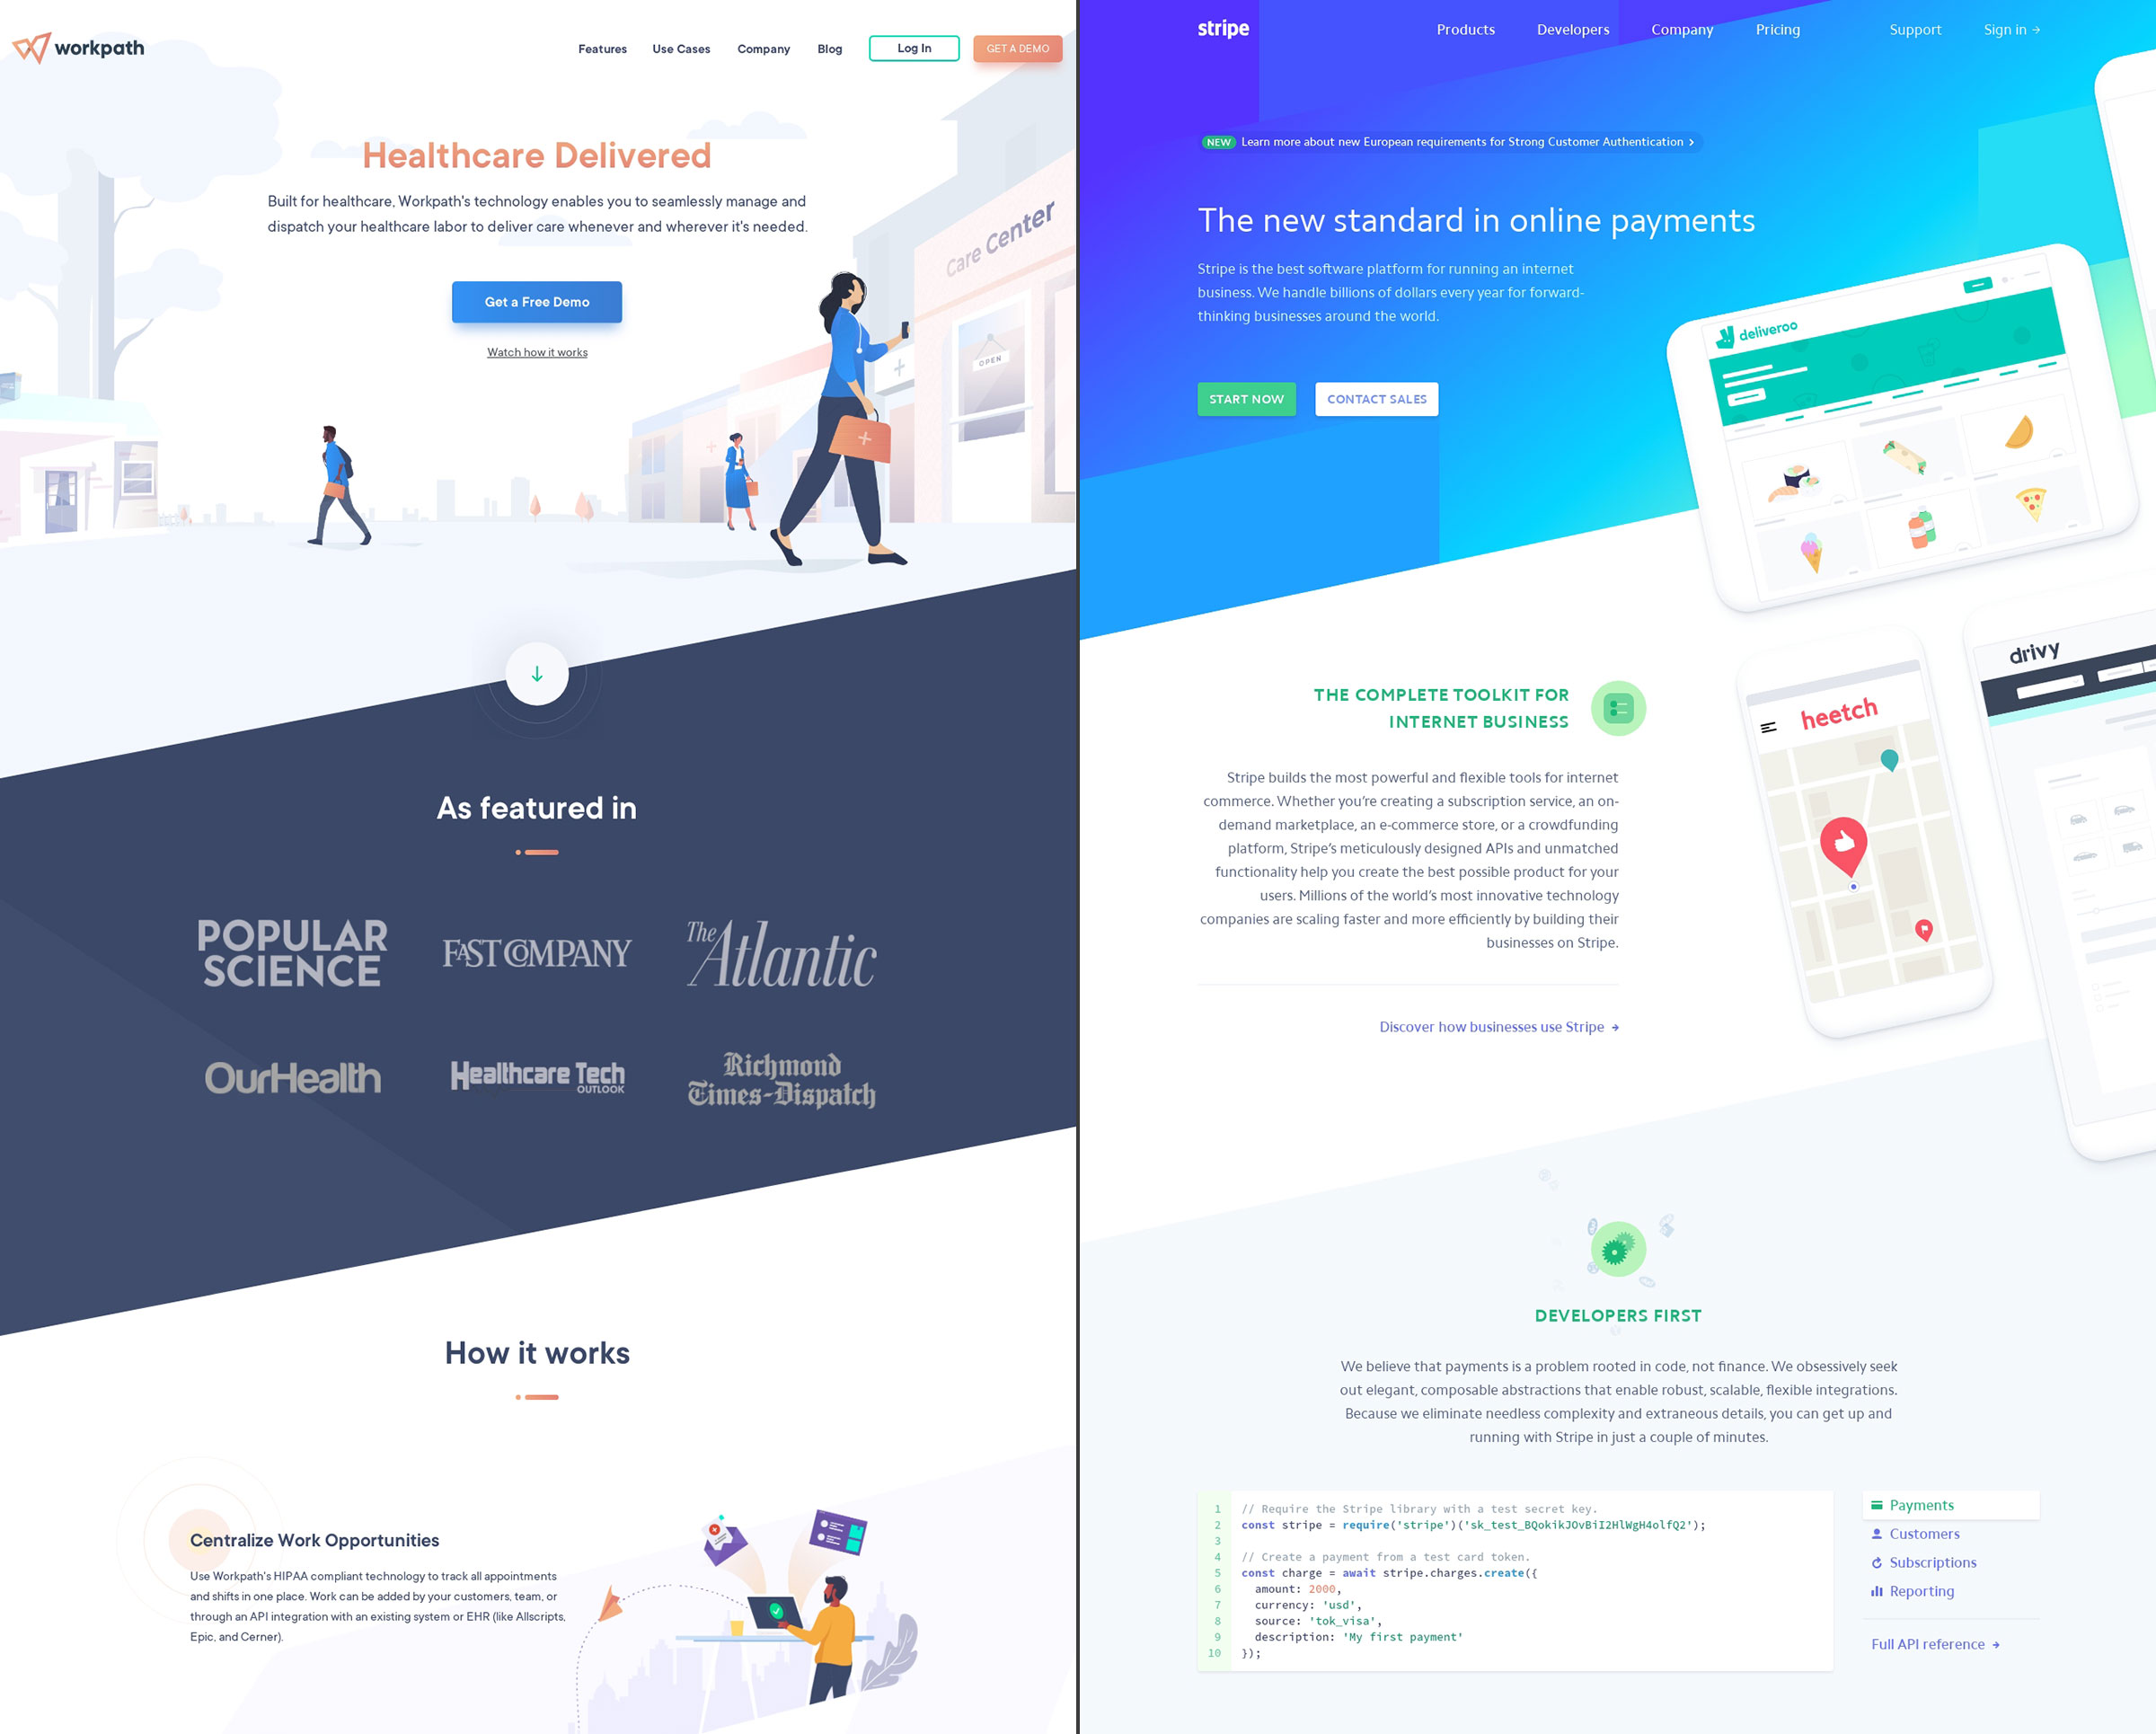 workpath
Features Use Cases Company Blog Log In GET A DEMO
Healthcare Delivered
Built for healthcare, Workpath's technology enables you to seamlessly manage and
dispatch your healthcare labor to deliver care whenever and wherever it's needed.
Get a Free Demo
Watch how it works
Care Center
OPEN
As featured in
POPULAR
SCIENCE
FAST COMPANY
The Atlantic
OurHealth
Healthcare Tech
OUTLOOK
Richmond
Times-Dispatch
How it works
Centralize Work Opportunities
Use Workpath's HIPAA compliant technology to track all appointments
and shifts in one place. Work can be added by your customers, team, or
through an API integration with an existing system or EHR (like Allscripts,
Epic, and Cerner).
stripe
Products Developers Company Pricing Support Sign in →
NEW Learn more about new European requirements for Strong Customer Authentication >
The new standard in online payments
Stripe is the best software platform for running an internet
business. We handle billions of dollars every year for forward-
thinking businesses around the world.
START NOW CONTACT SALES
deliveroo
THE COMPLETE TOOLKIT FOR
INTERNET BUSINESS
Stripe builds the most powerful and flexible tools for internet
commerce. Whether you’re creating a subscription service, an on-
demand marketplace, an e-commerce store, or a crowdfunding
platform, Stripe’s meticulously designed APIs and unmatched
functionality help you create the best possible product for your
users. Millions of the world’s most innovative technology
companies are scaling faster and more efficiently by building their
businesses on Stripe.
Discover how businesses use Stripe →
heetch
drivy
DEVELOPERS FIRST
We believe that payments is a problem rooted in code, not finance. We obsessively seek
out elegant, composable abstractions that enable robust, scalable, flexible integrations.
Because we eliminate needless complexity and extraneous details, you can get up and
running with Stripe in just a couple of minutes.
1 // Require the Stripe library with a test secret key.
2 const stripe = require('stripe')('sk_test_BQokikJOvBiI2HlWgH4olfQ2');
3
4 // Create a payment from a test card token.
5 const charge = await stripe.charges.create({
6 amount: 2000,
7 currency: 'usd',
8 source: 'tok_visa',
9 description: 'My first payment'
10 });
Payments
Customers
Subscriptions
Reporting
Full API reference →